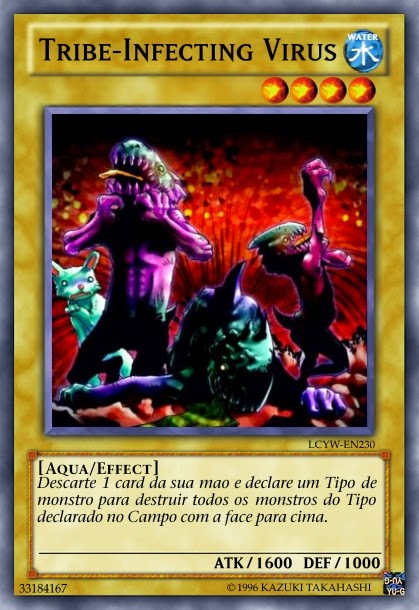 Tribe-Infecting Virus
WATER
水
LCYW-EN230
[Aqua/Effect]
Descarte 1 card da sua mao e declare um Tipo de
monstro para destruir todos os monstros do Tipo
declarado no Campo com a face para cima.
ATK/1600 DEF/1000
33184167
©1996 KAZUKI TAKAHASHI